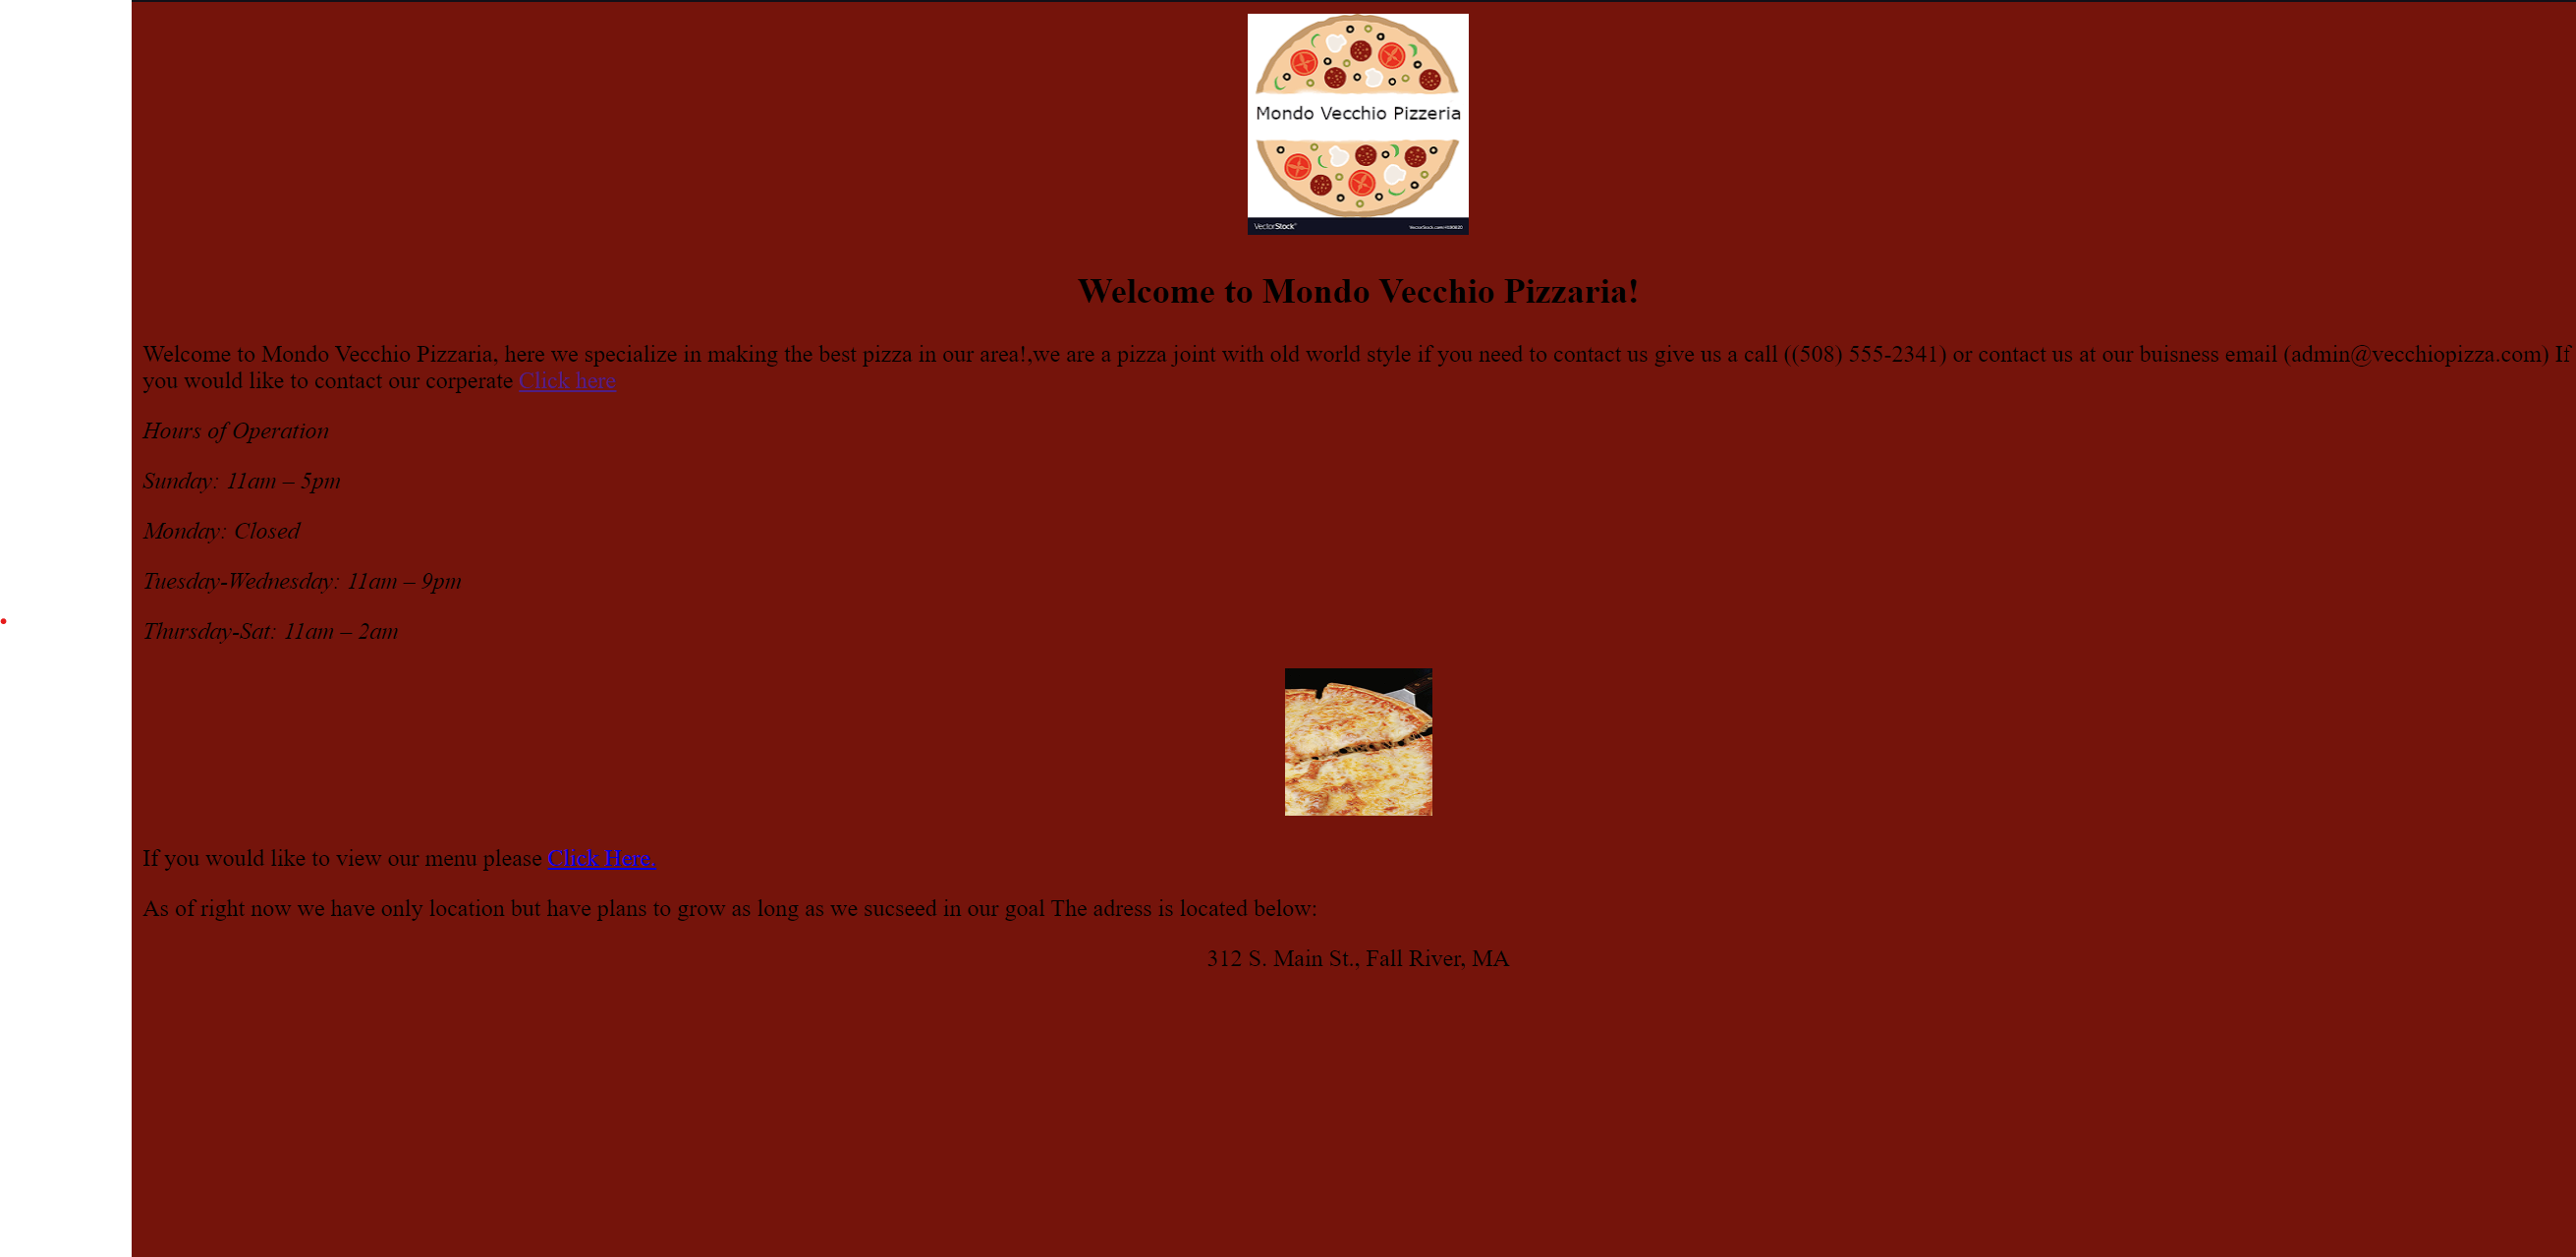 Mondo Vecchio Pizzeria
VectorStock®
Welcome to Mondo Vecchio Pizzaria!
Welcome to Mondo Vecchio Pizzaria, here we specialize in making the best pizza in our area!,we are a pizza joint with old world style if you need to contact us give us a call ((508) 555-2341) or contact us at our buisness email (admin@vecchiopizza.com) If
you would like to contact our corperate Click here
Hours of Operation
Sunday: 11am – 5pm
Monday: Closed
Tuesday-Wednesday: 11am – 9pm
Thursday-Sat: 11am – 2am
If you would like to view our menu please Click Here.
As of right now we have only location but have plans to grow as long as we sucseed in our goal The adress is located below:
312 S. Main St., Fall River, MA